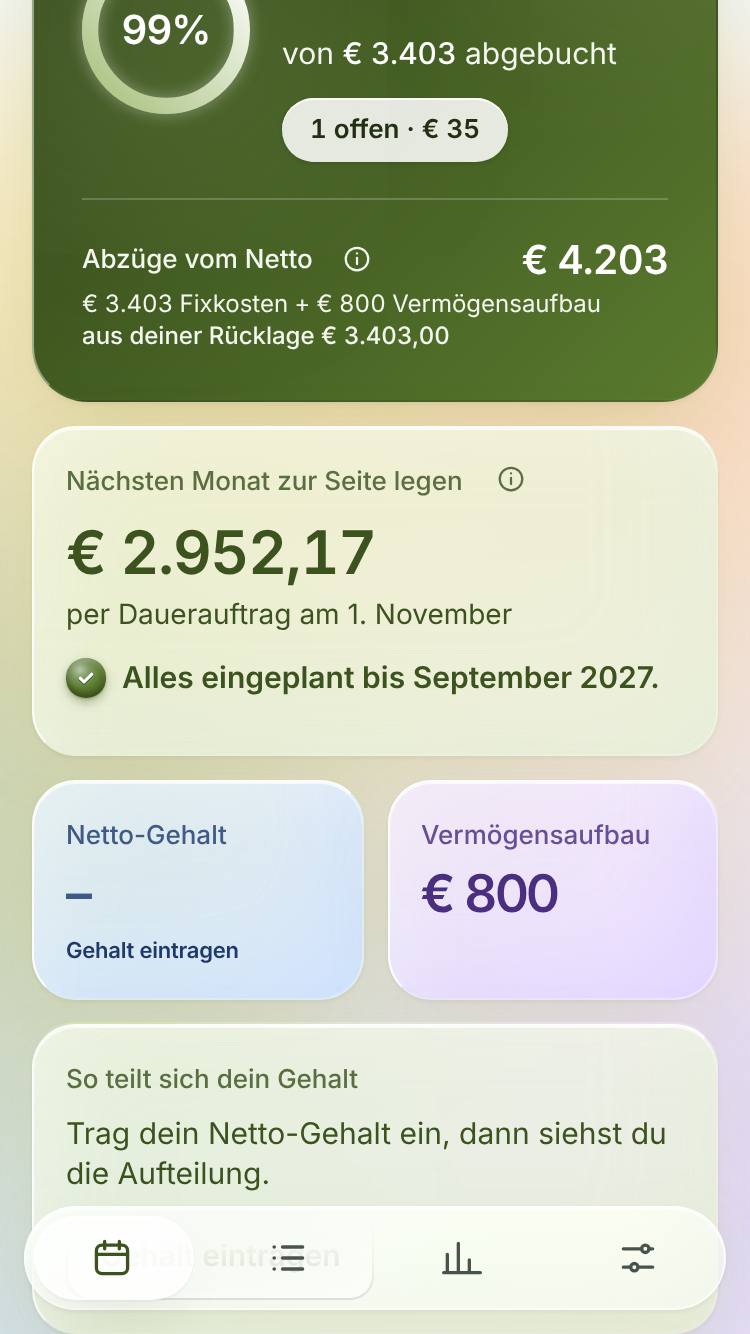 99%
von € 3.403 abgebucht
1 offen · € 35
Abzüge vom Netto
€ 4.203
€ 3.403 Fixkosten + € 800 Vermögensaufbau
aus deiner Rücklage € 3.403,00
Nächsten Monat zur Seite legen
€ 2.952,17
per Dauerauftrag am 1. November
Alles eingeplant bis September 2027.
Netto-Gehalt
–
Gehalt eintragen
Vermögensaufbau
€ 800
So teilt sich dein Gehalt
Trag dein Netto-Gehalt ein, dann siehst du
die Aufteilung.
Gehalt eintragen